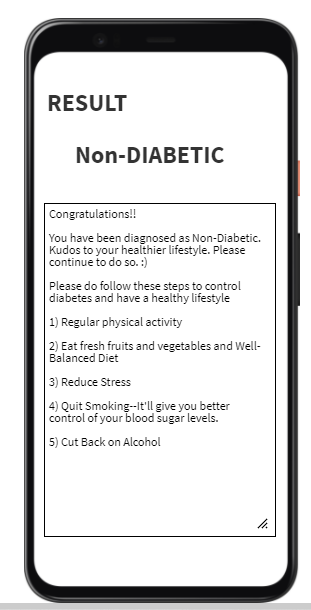 RESULT
Non-DIABETIC
Congratulations!!
You have been diagnosed as Non-Diabetic.
Kudos to your healthier lifestyle. Please
continue to do so. :)
Please do follow these steps to control
diabetes and have a healthy lifestyle
1) Regular physical activity
2) Eat fresh fruits and vegetables and Well-
Balanced Diet
3) Reduce Stress
4) Quit Smoking--It'll give you better
control of your blood sugar levels.
5) Cut Back on Alcohol